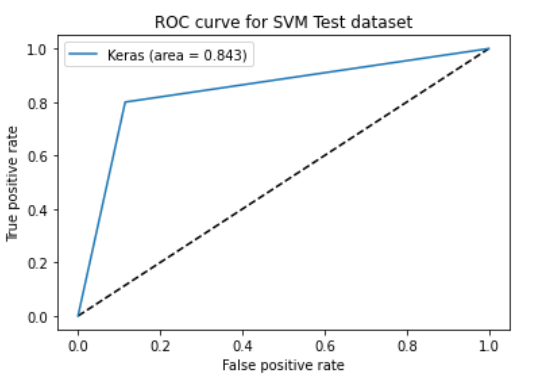 ROC curve for SVM Test dataset
Keras (area = 0.843)
1.0
0.8
0.6
0.4
0.2
0.0
True positive rate
0.0 0.2 0.4 0.6 0.8 1.0
False positive rate